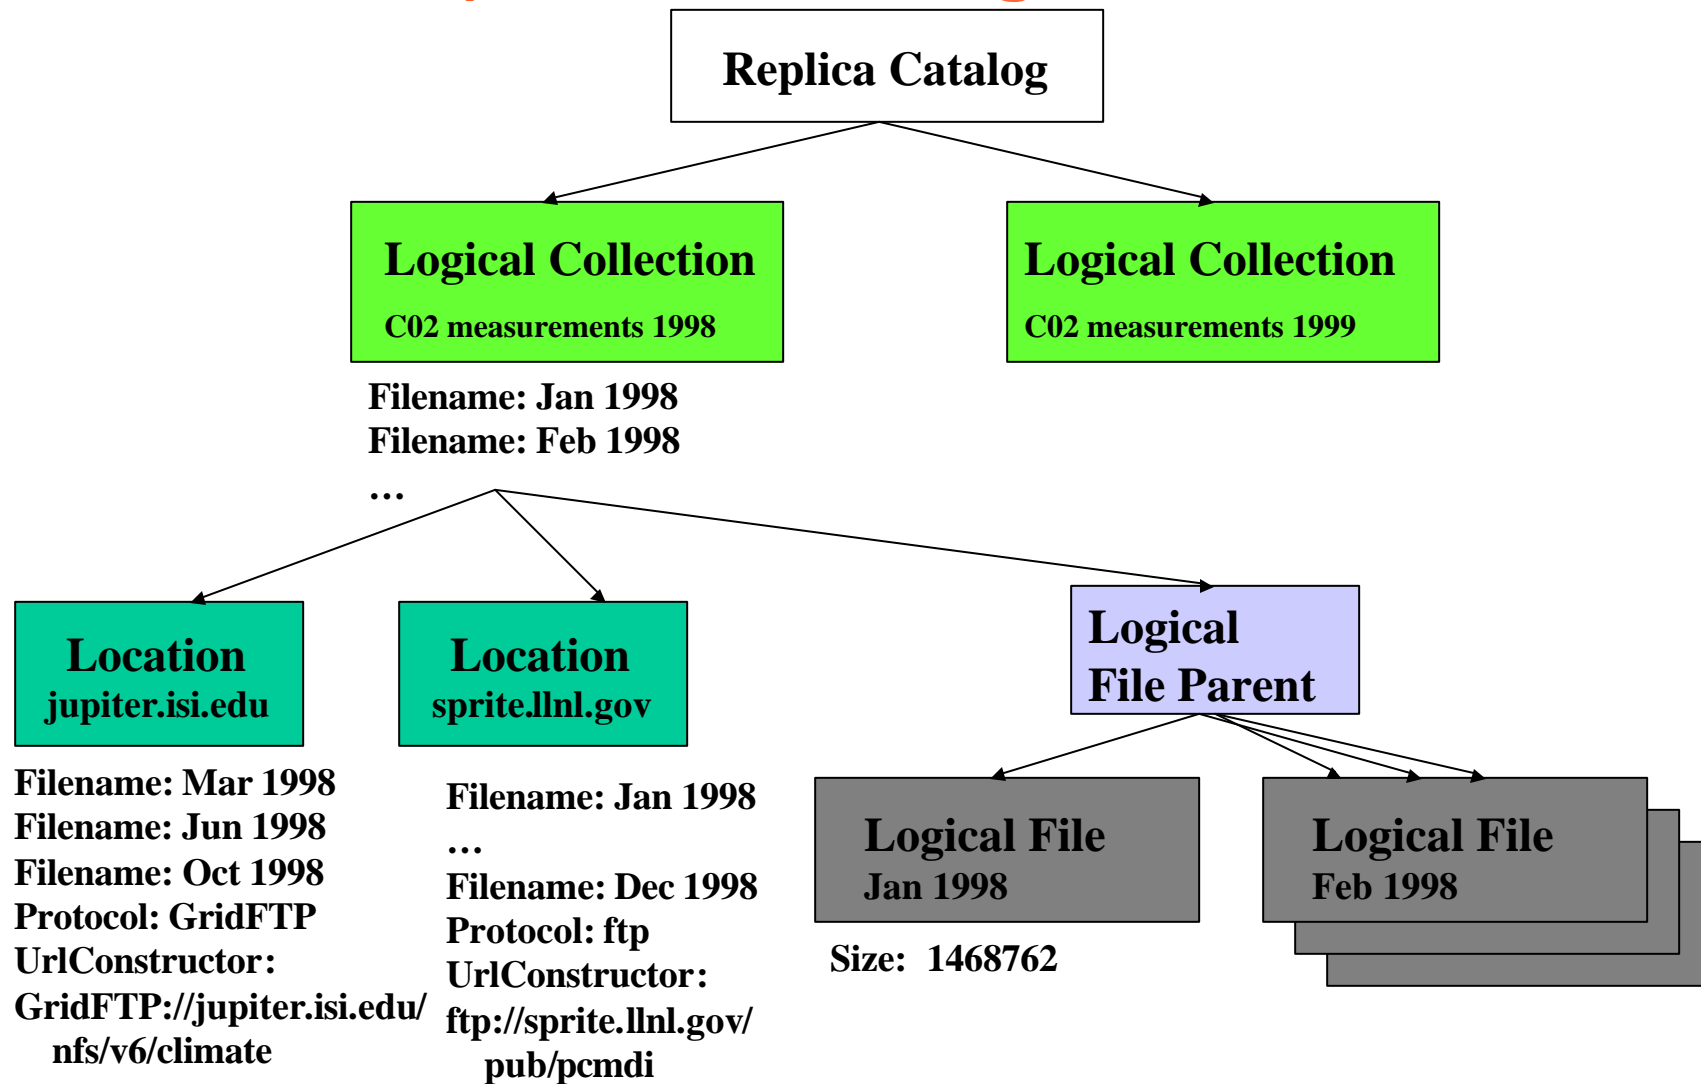 Replica Catalog
Logical Collection
C02 measurements 1998
Logical Collection
C02 measurements 1999
Filename: Jan 1998
Filename: Feb 1998
…
Location
jupiter.isi.edu
Location
sprite.llnl.gov
Logical
File Parent
Filename: Mar 1998
Filename: Jun 1998
Filename: Oct 1998
Protocol: GridFTP
UrlConstructor:
GridFTP://jupiter.isi.edu/
nfs/v6/climate
Filename: Jan 1998
…
Filename: Dec 1998
Protocol: ftp
UrlConstructor:
ftp://sprite.llnl.gov/
pub/pcmdi
Logical File
Jan 1998
Size: 1468762
Logical File
Feb 1998